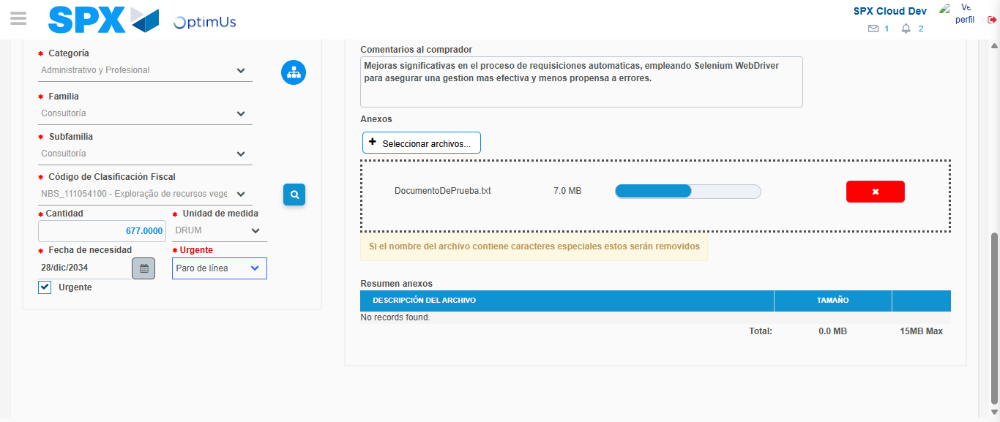 SPX
OptimUs
SPX Cloud Dev
1
2
Ve
perfil
* Categoría
Administrativo y Profesional
* Familia
Consultoría
* Subfamilia
Consultoría
* Código de Clasificación Fiscal
NBS_111054100 - Exploração de recursos vege
* Cantidad
* Unidad de medida
677.0000
DRUM
* Fecha de necesidad
* Urgente
28/dic/2034
Paro de línea
Urgente
Comentarios al comprador
Mejoras significativas en el proceso de requisiciones automaticas, empleando Selenium WebDriver
para asegurar una gestion mas efectiva y menos propensa a errores.
Anexos
+ Seleccionar archivos...
DocumentoDePrueba.txt 7.0 MB
Si el nombre del archivo contiene caracteres especiales estos serán removidos
Resumen anexos
DESCRIPCIÓN DEL ARCHIVO TAMAÑO
No records found.
Total: 0.0 MB 15MB Max